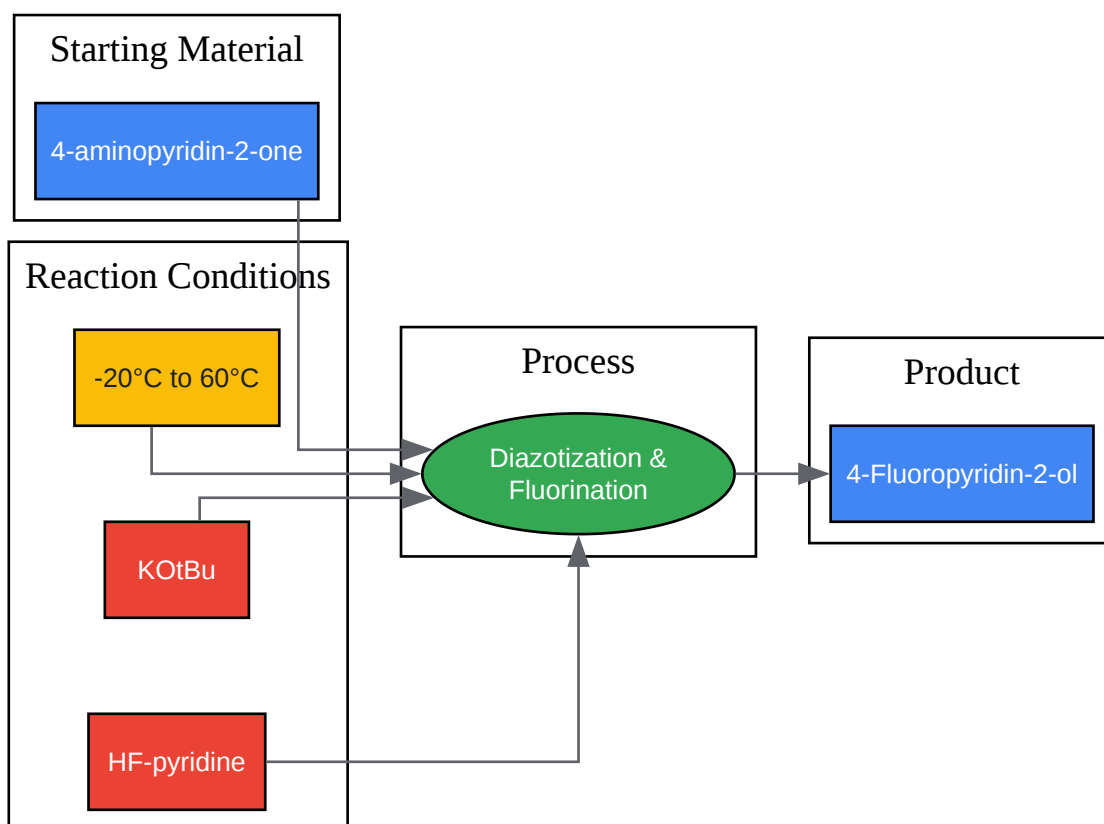 Starting Material
4-aminopyridin-2-one
Reaction Conditions
-20°C to 60°C
KOtBu
HF-pyridine
Process
Diazotization &
Fluorination
Product
4-Fluoropyridin-2-ol